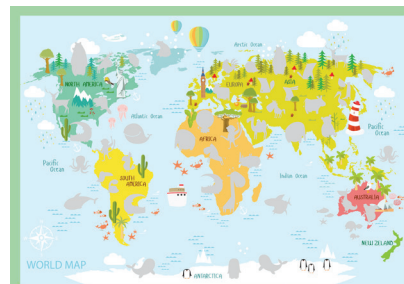 Arctic Ocean
NORTH AMERICA
EUROPE
ASIA
Atlantic Ocean
Pacific
Ocean
AFRICA
Pacific
Ocean
SOUTH
AMERICA
Indian Ocean
AUSTRALIA
NEW ZELAND
WORLD MAP
ANTARCTICA